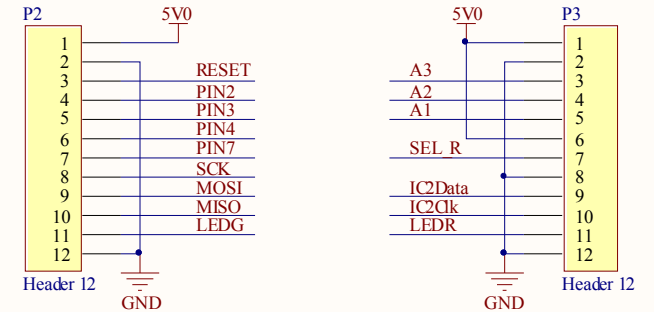 P2
5V0
1
2
3 RESET
4 PIN2
5 PIN3
6 PIN4
7 PIN7
8 SCK
9 MOSI
10 MISO
11 LEDG
12
Header 12
GND
5V0
P3
1
2
A3 3
A2 4
A1 5
6
SEL_R 7
8
IC2Data 9
IC2Clk 10
LEDR 11
12
GND
Header 12